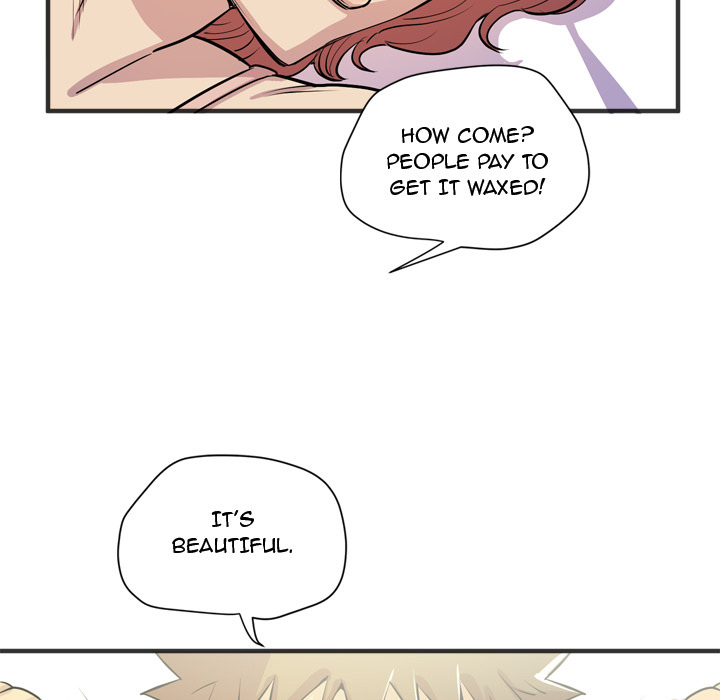 HOW COME?
PEOPLE PAY TO
GET IT WAXED!
IT'S
BEAUTIFUL.